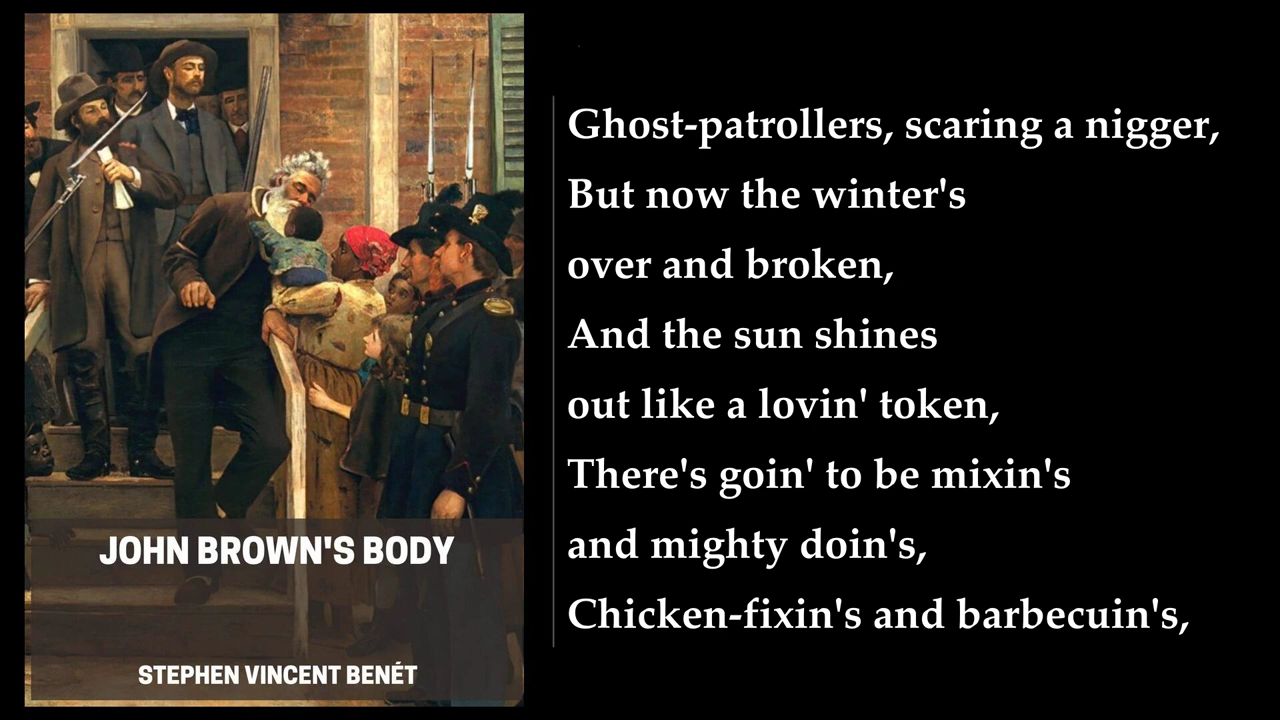 JOHN BROWN'S BODY
STEPHEN VINCENT BENÉT
Ghost-patrollers, scaring a nigger,
But now the winter's
over and broken,
And the sun shines
out like a lovin' token,
There's goin' to be mixin's
and mighty doin's,
Chicken-fixin's and barbecuin's,